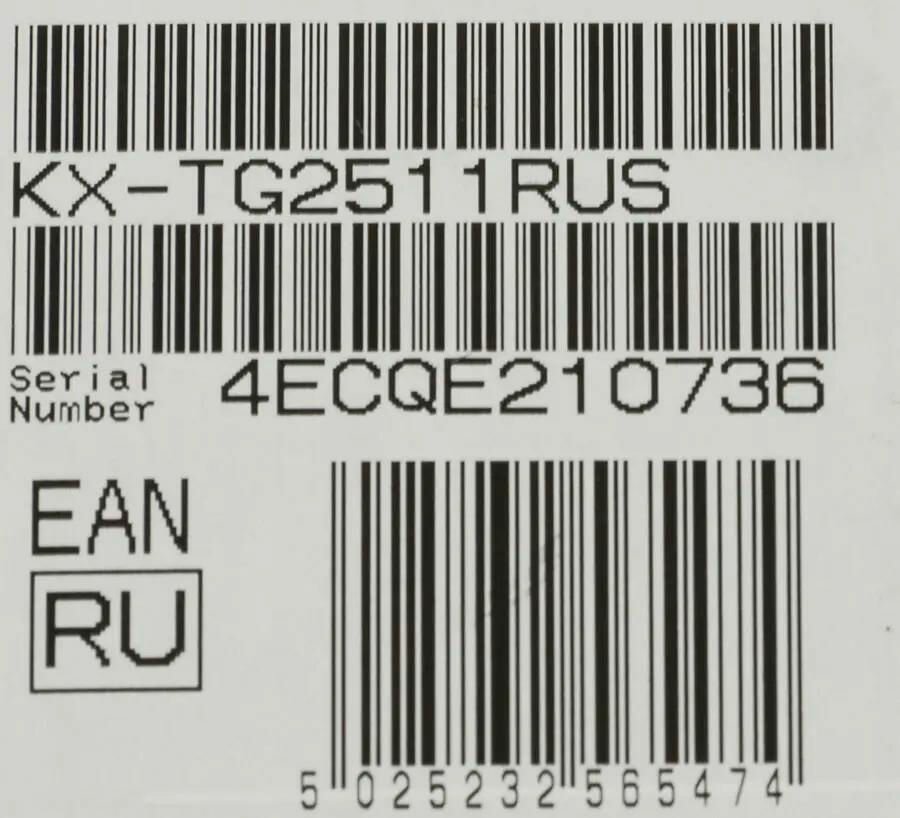 KX-TG2511RUS
Serial
Number 4ECQE210736
EAN
RU
5 025232 565474